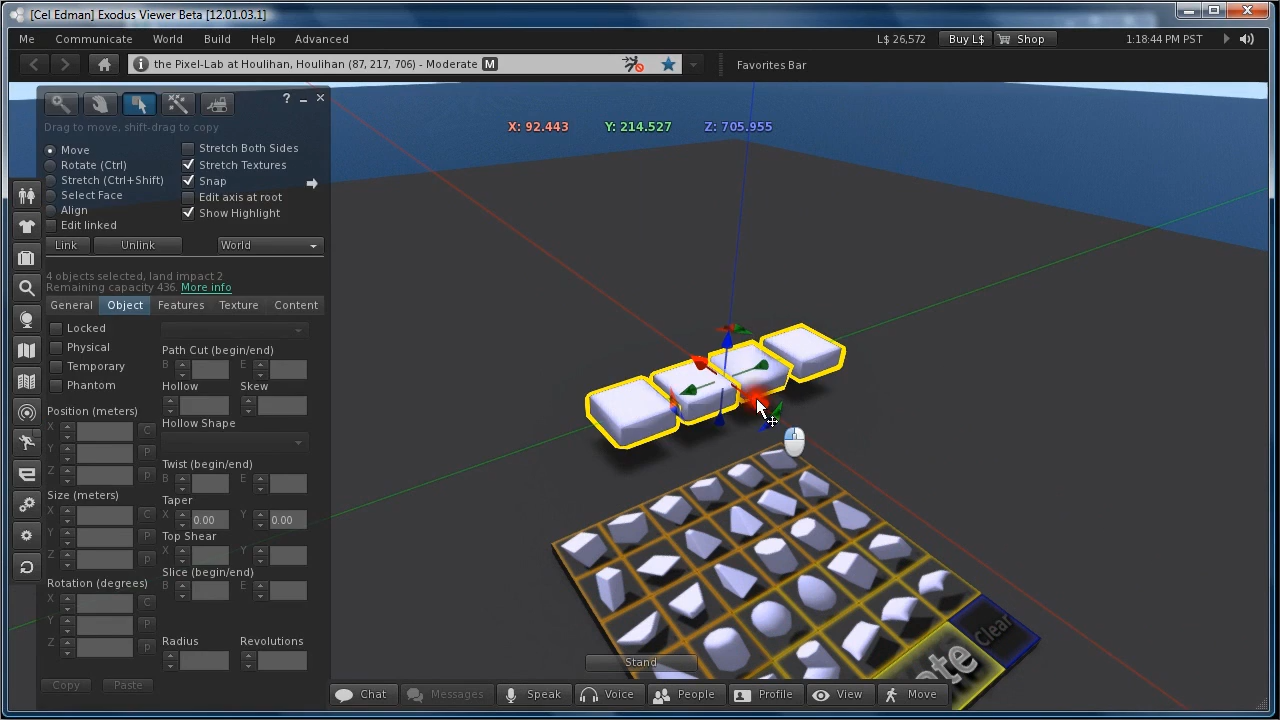 [Cel Edman] Exodus Viewer Beta [12.01.03.1]
Me Communicate World Build Help Advanced L$ 26,572 Buy L$ Shop 1:18:44 PM PST
the Pixel-Lab at Houlihan, Houlihan (87, 217, 706) - Moderate M Favorites Bar
? _ ×
X: 92.443 Y: 214.527 Z: 705.955
Drag to move, shift-drag to copy
Move
Rotate (Ctrl)
Stretch (Ctrl+Shift)
Select Face
Align
Edit linked
Stretch Both Sides
Stretch Textures
Snap
Edit axis at root
Show Highlight
Link Unlink World
4 objects selected, land impact 2
Remaining capacity 436. More info
General Object Features Texture Content
Locked
Physical
Temporary
Phantom
Position (meters)
X C
Y P
Z P
Size (meters)
X C
Y P
Z P
Rotation (degrees)
X C
Y P
Z P
Copy Paste
Path Cut (begin/end)
B E
Hollow Skew
Hollow Shape
Twist (begin/end)
B E
Taper
X 0.00 Y 0.00
Top Shear
X Y
Slice (begin/end)
B E
Radius Revolutions
Clear
ate
Stand
Chat Messages Speak Voice People Profile View Move